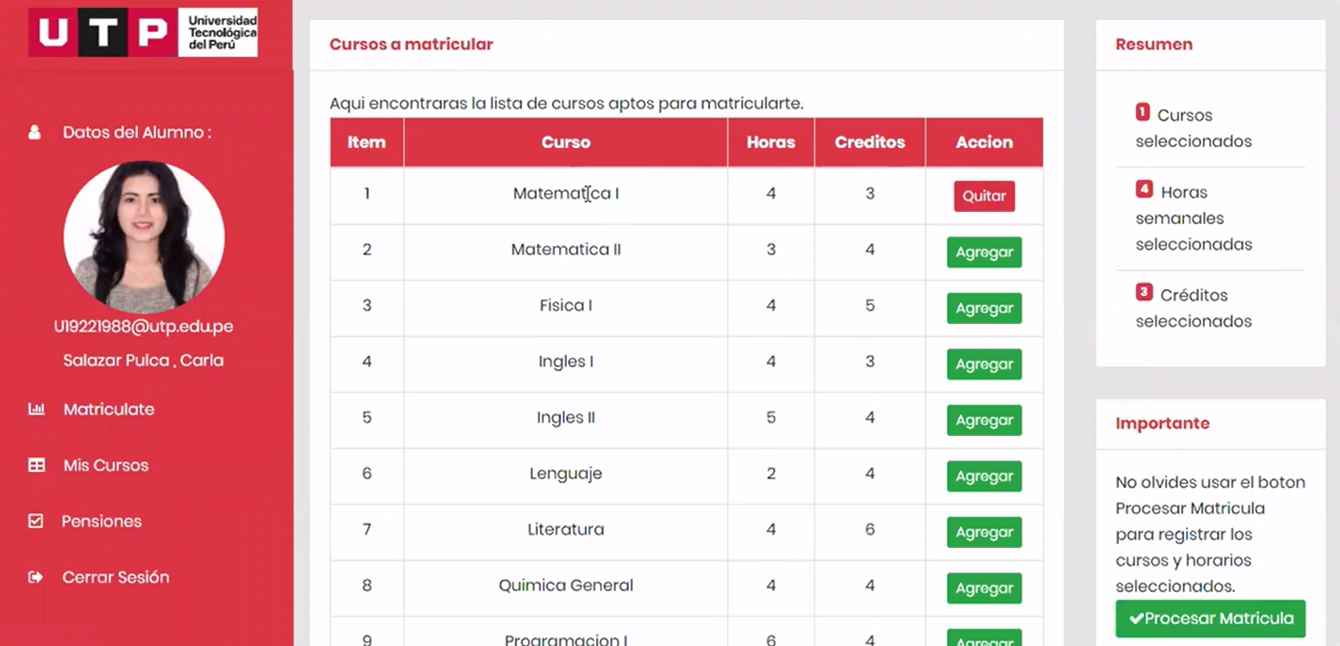 UTP Universidad
Tecnológica
del Perú
Datos del Alumno :
U19221988@utp.edu.pe
Salazar Pulca , Carla
Matriculate
Mis Cursos
Pensiones
Cerrar Sesión
Cursos a matricular
Aqui encontraras la lista de cursos aptos para matricularte.
Item Curso Horas Creditos Accion
1 Matematica I 4 3 Quitar
2 Matematica II 3 4 Agregar
3 Fisica I 4 5 Agregar
4 Ingles I 4 3 Agregar
5 Ingles II 5 4 Agregar
6 Lenguaje 2 4 Agregar
7 Literatura 4 6 Agregar
8 Quimica General 4 4 Agregar
9 Programacion I 6 4 Agregar
Resumen
1 Cursos
seleccionados
4 Horas
semanales
seleccionadas
3 Créditos
seleccionados
Importante
No olvides usar el boton
Procesar Matricula
para registrar los
cursos y horarios
seleccionados.
Procesar Matricula